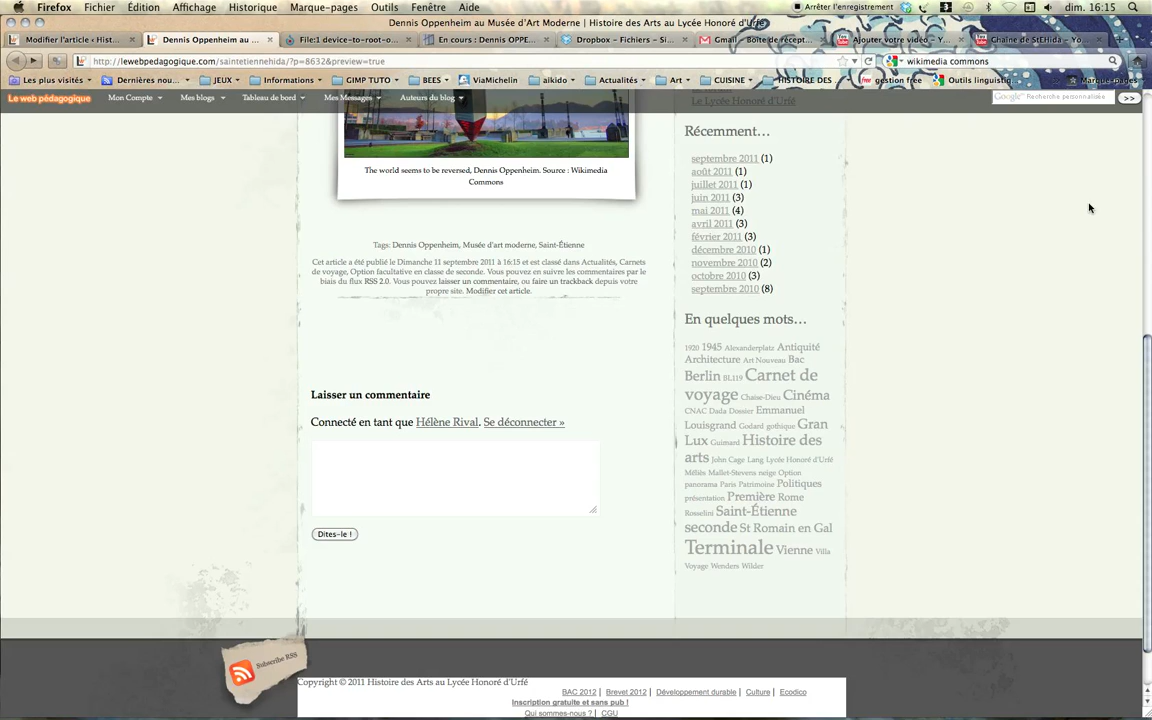 Firefox Fichier Édition Affichage Historique Marque-pages Outils Fenêtre Aide Arrêter l'enregistrement dim. 16:15
Dennis Oppenheim au Musée d'Art Moderne | Histoire des Arts au Lycée Honoré d'Urfé
Modifier l'article ‹ Hist... Dennis Oppenheim au ... File:1 device-to-root-o... En cours : Dennis OPPE... Dropbox – Fichiers – Si... Gmail – Boîte de récept... Ajouter votre vidéo – Y... Chaîne de StEHida – Yo...
http://lewebpedagogique.com/saintetiennehida/?p=8632&preview=true
wikimedia commons
Les plus visités Dernières nou... JEUX Informations GIMP TUTO BEES ViaMichelin aikido Actualités Art CUISINE HISTOIRE DES ... gestion free Outils linguistig... Marque-pages
Le web pédagogique Mon Compte Mes blogs Tableau de bord Mes Messages Auteurs du blog
Google Recherche personnalisée >>
Le Lycée Honoré d'Urfé
The world seems to be reversed, Dennis Oppenheim. Source : Wikimedia
Commons
Tags: Dennis Oppenheim, Musée d'art moderne, Saint-Étienne
Cet article a été publié le Dimanche 11 septembre 2011 à 16:15 et est classé dans Actualités, Carnets
de voyage, Option facultative en classe de seconde. Vous pouvez en suivre les commentaires par le
biais du flux RSS 2.0. Vous pouvez laisser un commentaire, ou faire un trackback depuis votre
propre site. Modifier cet article.
Laisser un commentaire
Connecté en tant que Hélène Rival. Se déconnecter »
Dites-le !
Récemment…
septembre 2011 (1)
août 2011 (1)
juillet 2011 (1)
juin 2011 (3)
mai 2011 (4)
avril 2011 (3)
février 2011 (3)
décembre 2010 (1)
novembre 2010 (2)
octobre 2010 (3)
septembre 2010 (8)
En quelques mots…
1920 1945 Alexanderplatz Antiquité
Architecture Art Nouveau Bac
Berlin BL119 Carnet de
voyage Chaise-Dieu Cinéma
CNAC Dada Dossier Emmanuel
Louisgrand Godard gothique Gran
Lux Guimard Histoire des
arts John Cage Lang Lycée Honoré d'Urfé
Méliès Mallet-Stevens neige Option
panorama Paris Patrimoine Politiques
présentation Première Rome
Rosselini Saint-Étienne
seconde St Romain en Gal
Terminale Vienne Villa
Voyage Wenders Wilder
Subscribe RSS
Copyright © 2011 Histoire des Arts au Lycée Honoré d'Urfé
BAC 2012 | Brevet 2012 | Développement durable | Culture | Ecodico
Inscription gratuite et sans pub ! |
Qui sommes-nous ? | CGU